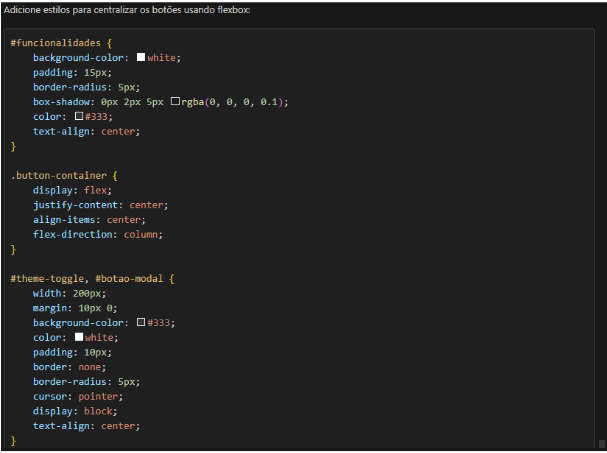 Adicione estilos para centralizar os botões usando flexbox:
#funcionalidades {
background-color: white;
padding: 15px;
border-radius: 5px;
box-shadow: 0px 2px 5px rgba(0, 0, 0, 0.1);
color: #333;
text-align: center;
}
.button-container {
display: flex;
justify-content: center;
align-items: center;
flex-direction: column;
}
#theme-toggle, #botao-modal {
width: 200px;
margin: 10px 0;
background-color: #333;
color: white;
padding: 10px;
border: none;
border-radius: 5px;
cursor: pointer;
display: block;
text-align: center;
}